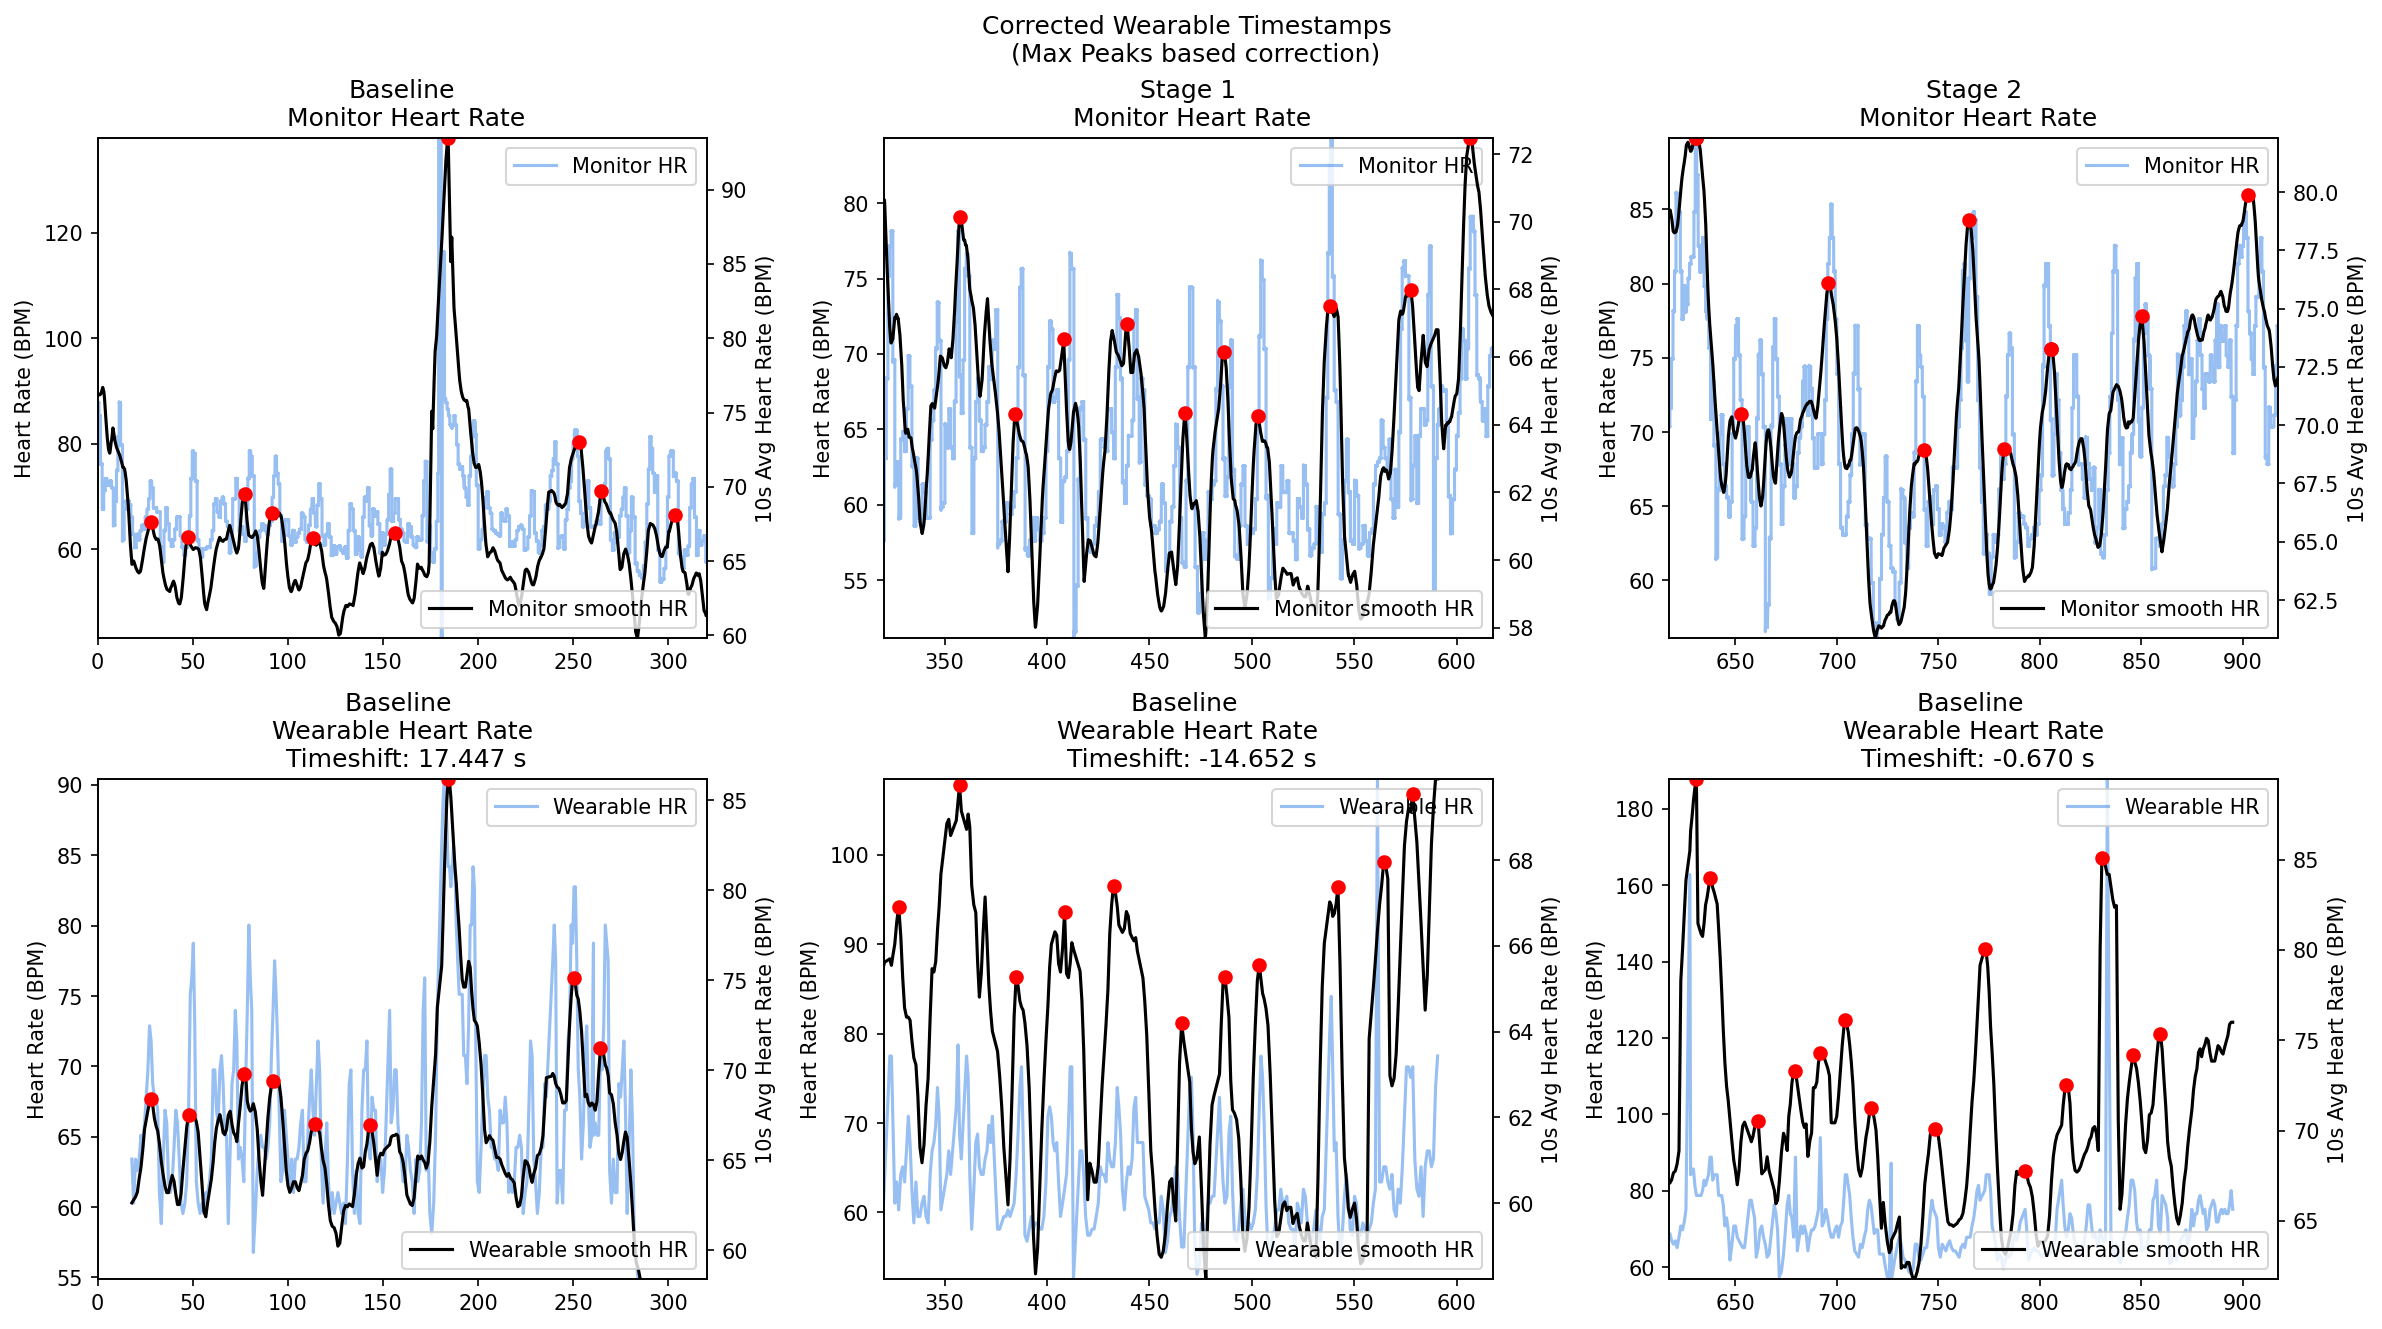 Corrected Wearable Timestamps
(Max Peaks based correction)
Baseline
Monitor Heart Rate
Stage 1
Monitor Heart Rate
Stage 2
Monitor Heart Rate
Heart Rate (BPM)
120
100
80
60
0 50 100 150 200 250 300
Monitor HR
Monitor smooth HR
90
85
80
75
70
65
60
10s Avg Heart Rate (BPM)
Heart Rate (BPM)
80
75
70
65
60
55
350 400 450 500 550 600
Monitor HR
Monitor smooth HR
72
70
68
66
64
62
60
58
10s Avg Heart Rate (BPM)
Heart Rate (BPM)
85
80
75
70
65
60
650 700 750 800 850 900
Monitor HR
Monitor smooth HR
80.0
77.5
75.0
72.5
70.0
67.5
65.0
62.5
10s Avg Heart Rate (BPM)
Baseline
Wearable Heart Rate
Timeshift: 17.447 s
Baseline
Wearable Heart Rate
Timeshift: -14.652 s
Baseline
Wearable Heart Rate
Timeshift: -0.670 s
Heart Rate (BPM)
90
85
80
75
70
65
60
55
0 50 100 150 200 250 300
Wearable HR
Wearable smooth HR
85
80
75
70
65
60
10s Avg Heart Rate (BPM)
Heart Rate (BPM)
100
90
80
70
60
350 400 450 500 550 600
Wearable HR
Wearable smooth HR
68
66
64
62
60
10s Avg Heart Rate (BPM)
Heart Rate (BPM)
180
160
140
120
100
80
60
650 700 750 800 850 900
Wearable HR
Wearable smooth HR
85
80
75
70
65
10s Avg Heart Rate (BPM)